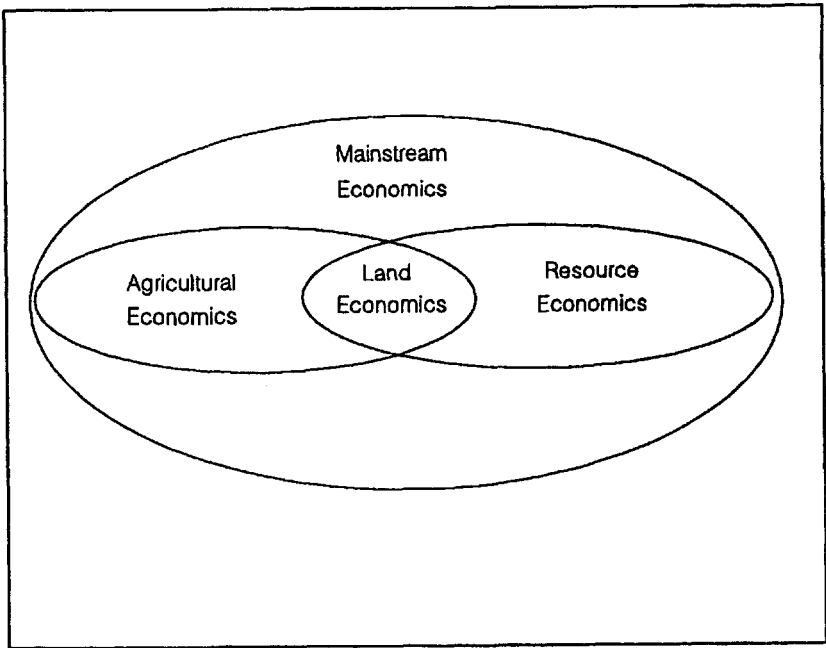 Mainstream
Economics
Agricultural
Economics
Land
Economics
Resource
Economics